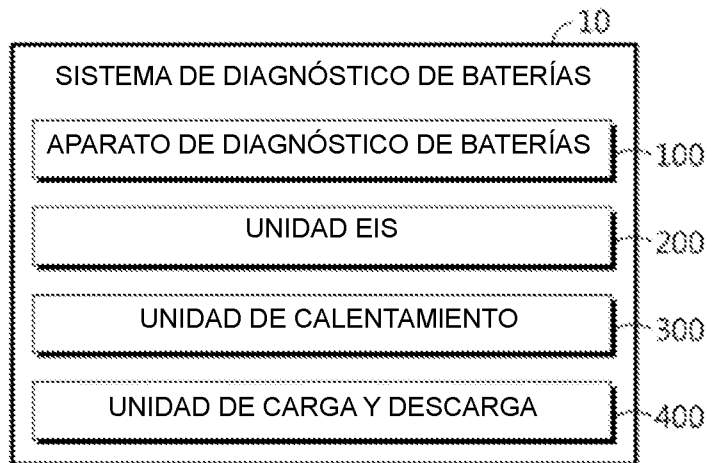 10
SISTEMA DE DIAGNÓSTICO DE BATERÍAS
APARATO DE DIAGNÓSTICO DE BATERÍAS
100
UNIDAD EIS
200
UNIDAD DE CALENTAMIENTO
300
UNIDAD DE CARGA Y DESCARGA
400